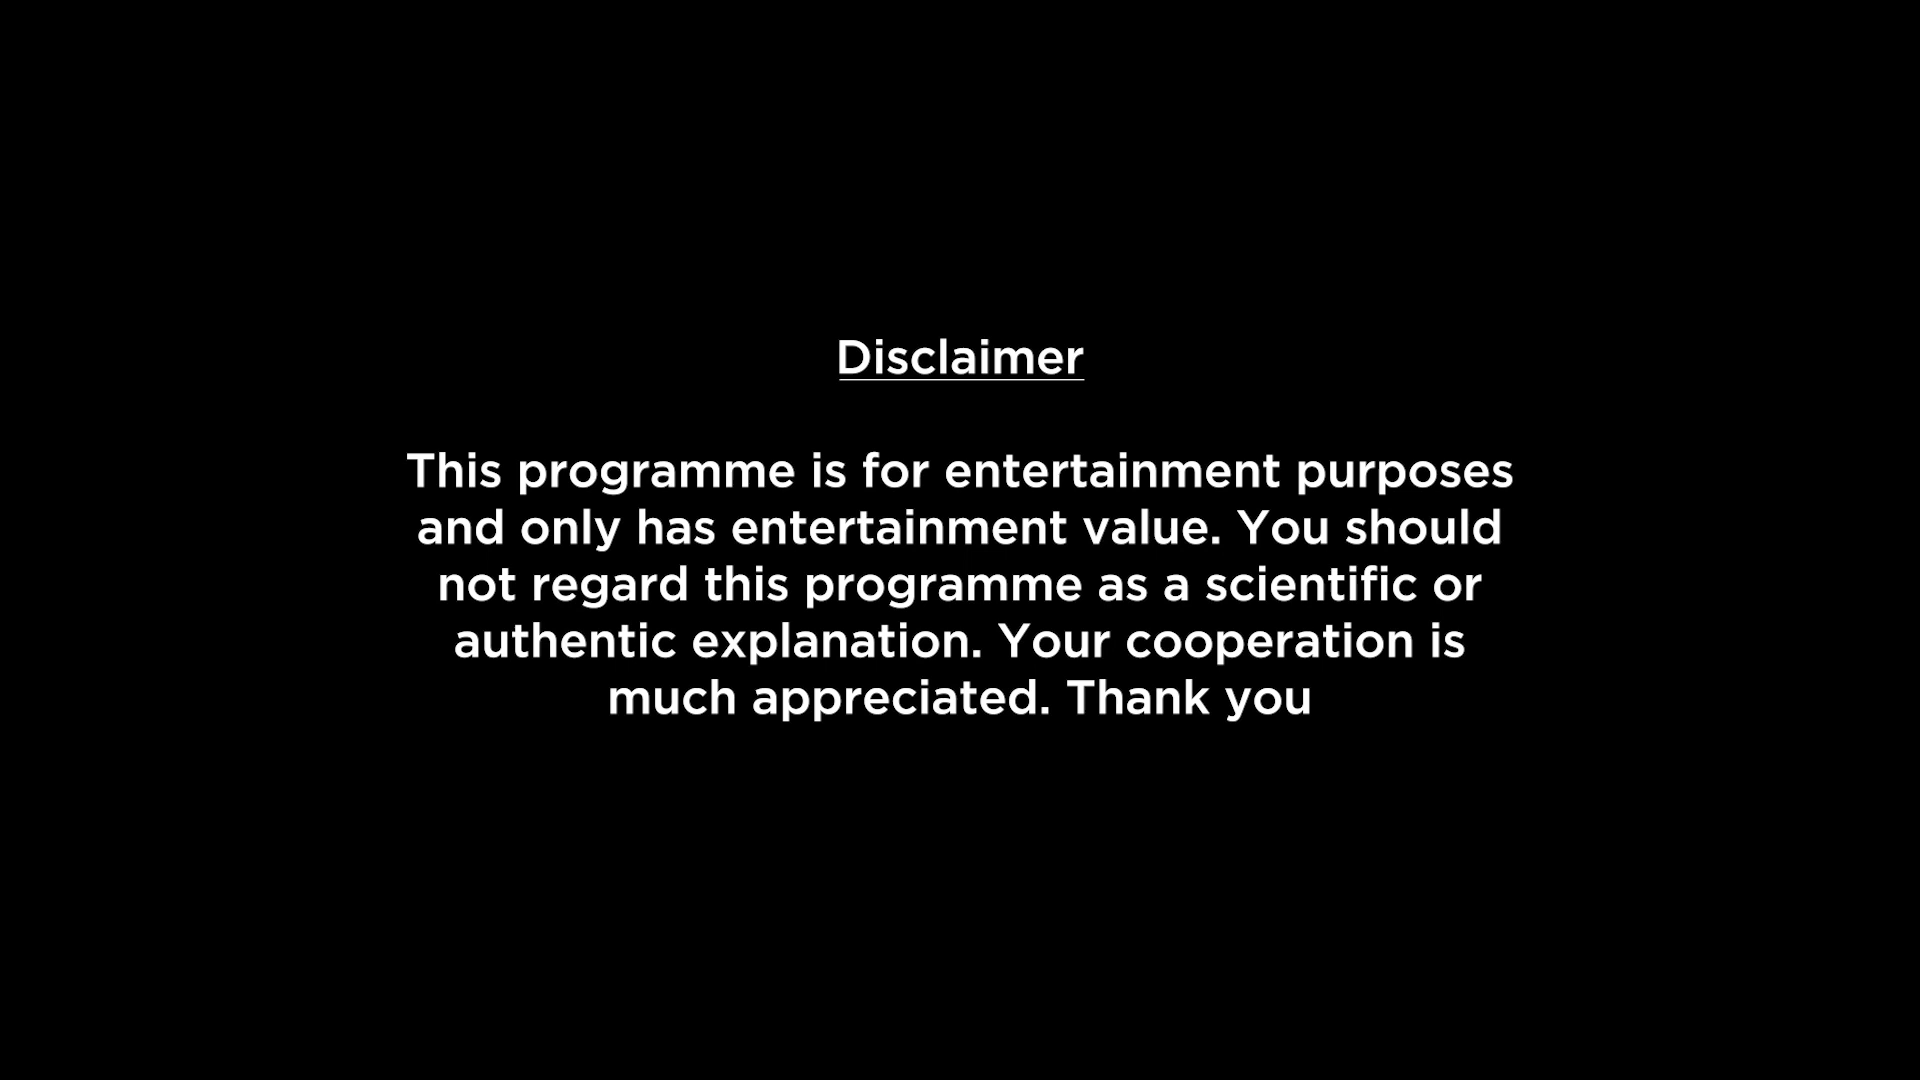 Disclaimer
This programme is for entertainment purposes
and only has entertainment value. You should
not regard this programme as a scientific or
authentic explanation. Your cooperation is
much appreciated. Thank you